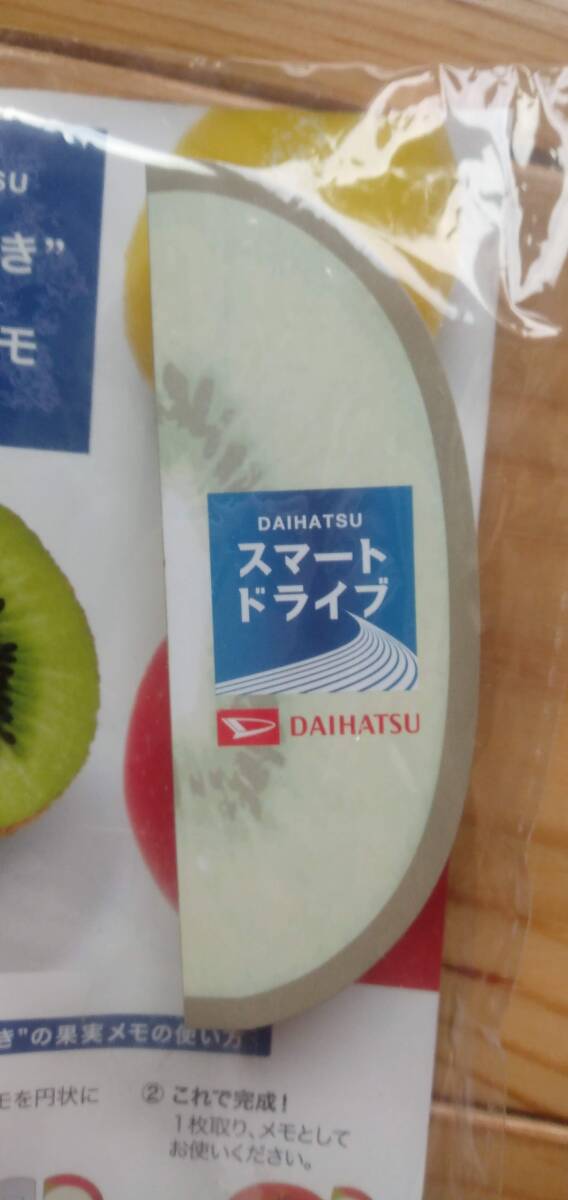 SU
き”
モ
DAIHATSU
スマート
ドライブ
DAIHATSU
き”の果実メモの使い方
モを円状に
② これで完成！
1枚取り、メモとして
お使いください。